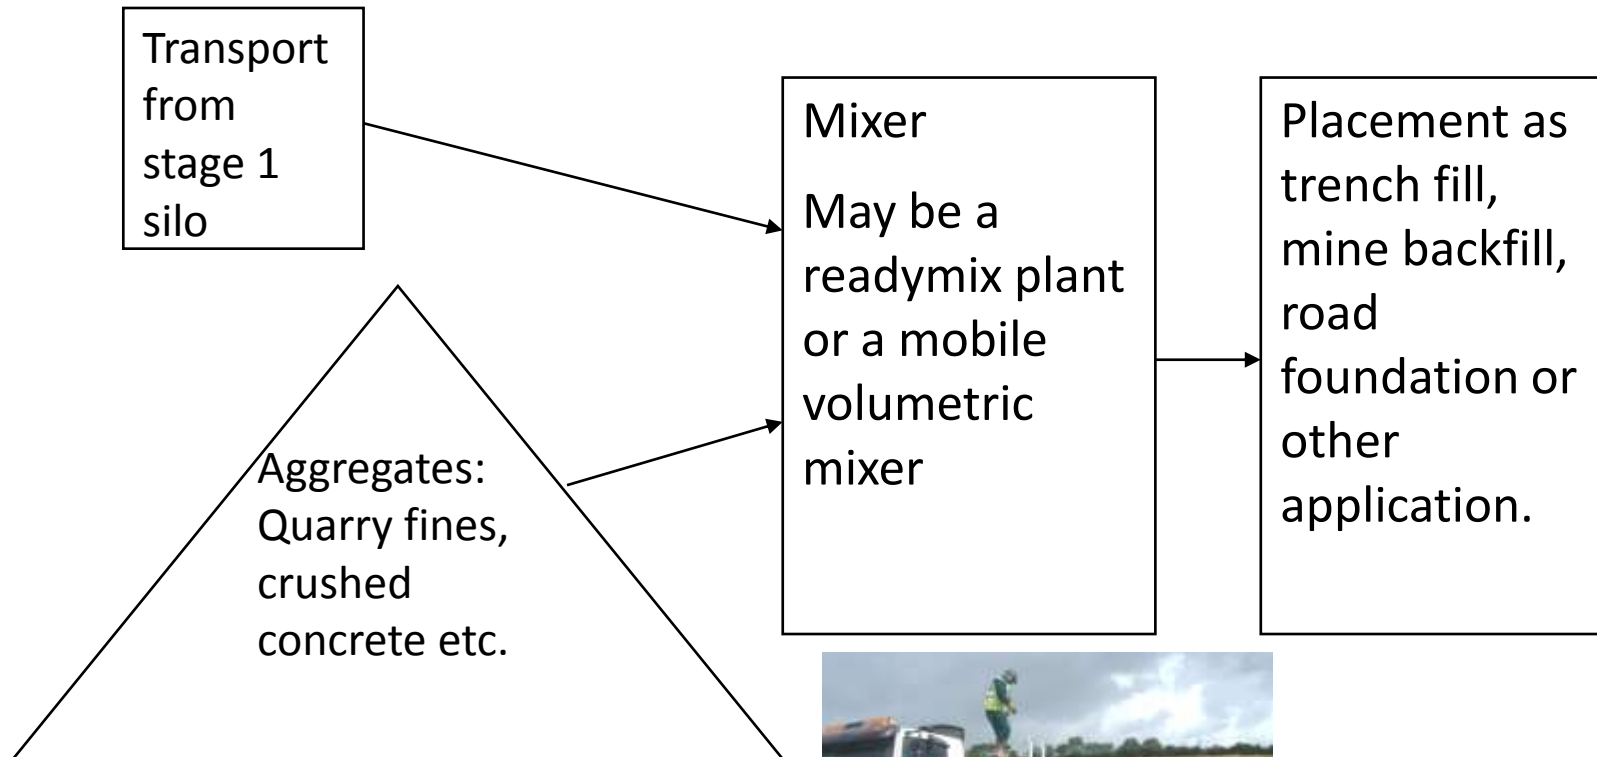 Transport
from
stage 1
silo
Aggregates:
Quarry fines,
crushed
concrete etc.
Mixer
May be a
readymix plant
or a mobile
volumetric
mixer
Placement as
trench fill,
mine backfill,
road
foundation or
other
application.